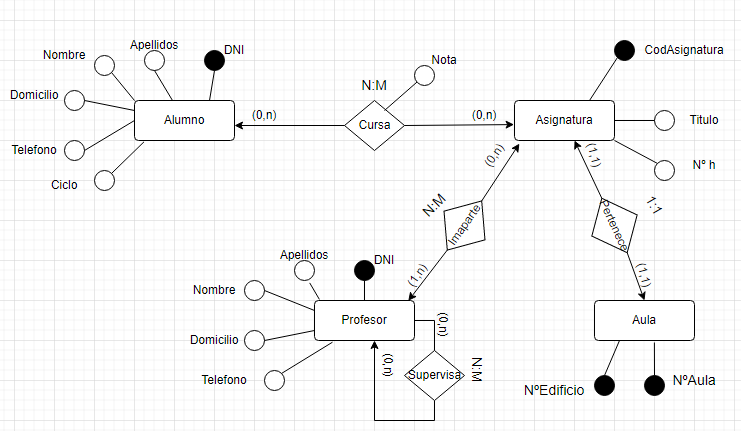 Apellidos
DNI
Nombre
Domicilio
Telefono
Ciclo
Alumno
(0,n)
N:M
Nota
Cursa
(0,n)
CodAsignatura
Asignatura
Titulo
Nº h
(0,n)
N:M
Imaparte
(1,n)
(1,1)
1:1
Pertenece
(1,1)
Apellidos
DNI
Nombre
Domicilio
Telefono
Profesor
(0,n)
(0,n)
N:M
Supervisa
Aula
NºEdificio
NºAula